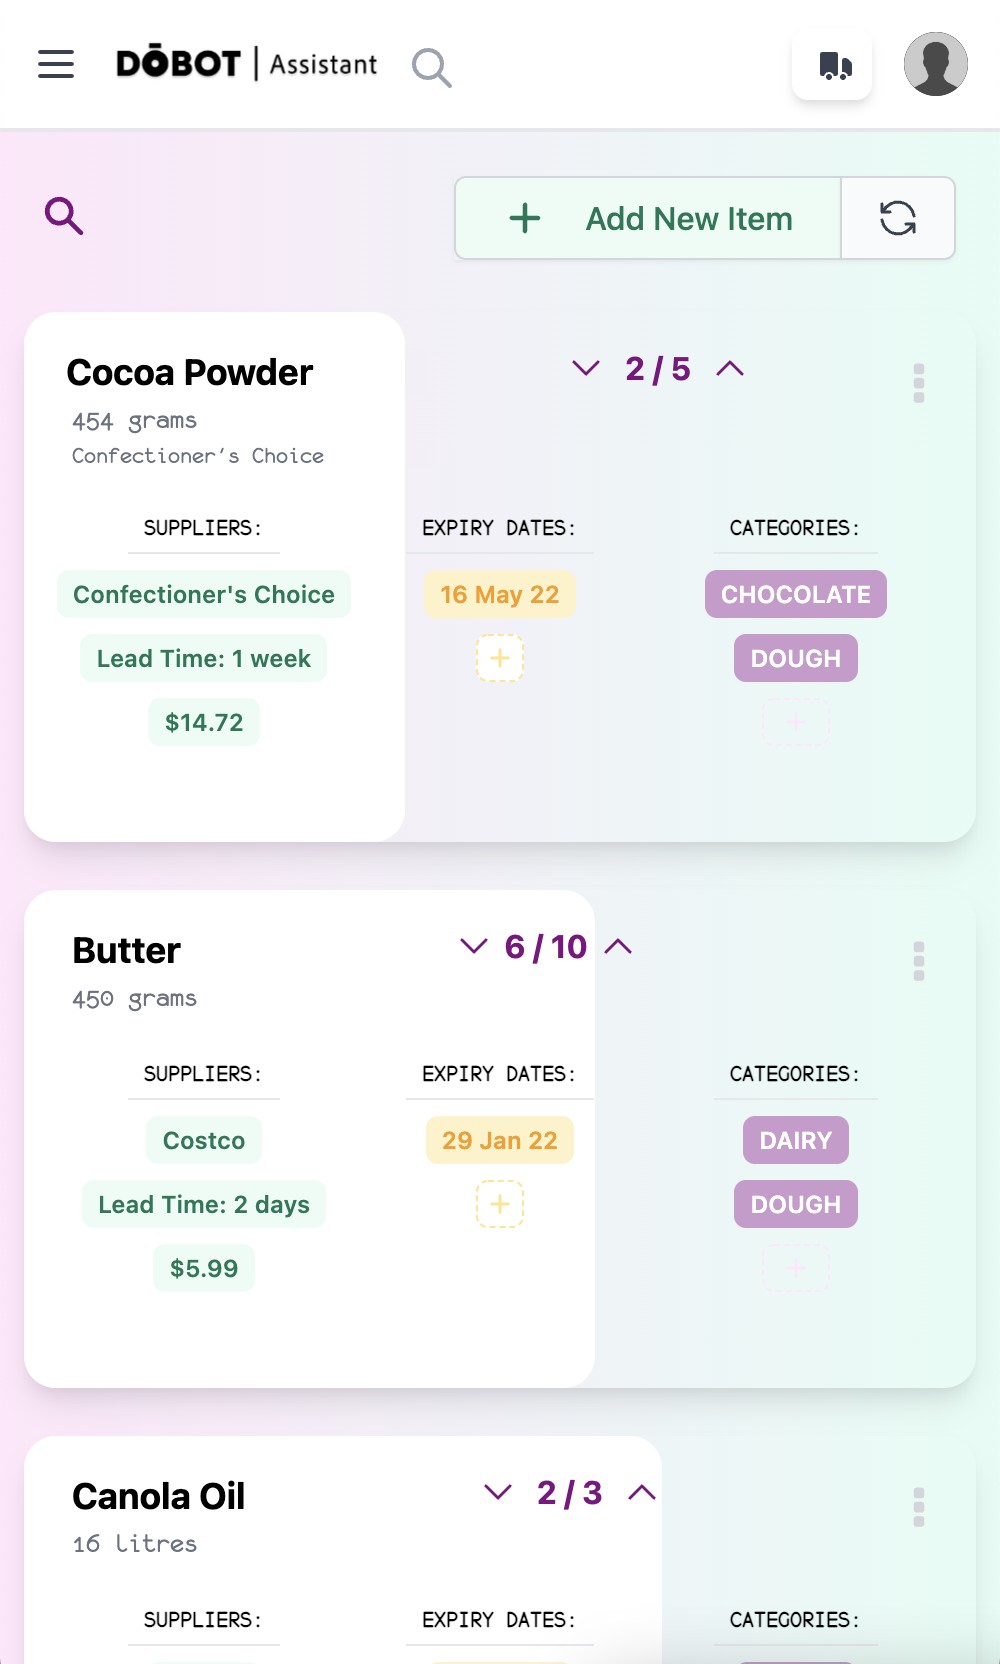 DŌBOT | Assistant
+ Add New Item
Cocoa Powder
2 / 5
454 grams
Confectioner's Choice
SUPPLIERS: EXPIRY DATES: CATEGORIES:
Confectioner's Choice 16 May 22 CHOCOLATE
Lead Time: 1 week + DOUGH
$14.72 +
Butter
6 / 10
450 grams
SUPPLIERS: EXPIRY DATES: CATEGORIES:
Costco 29 Jan 22 DAIRY
Lead Time: 2 days + DOUGH
$5.99 +
Canola Oil
2 / 3
16 litres
SUPPLIERS: EXPIRY DATES: CATEGORIES: